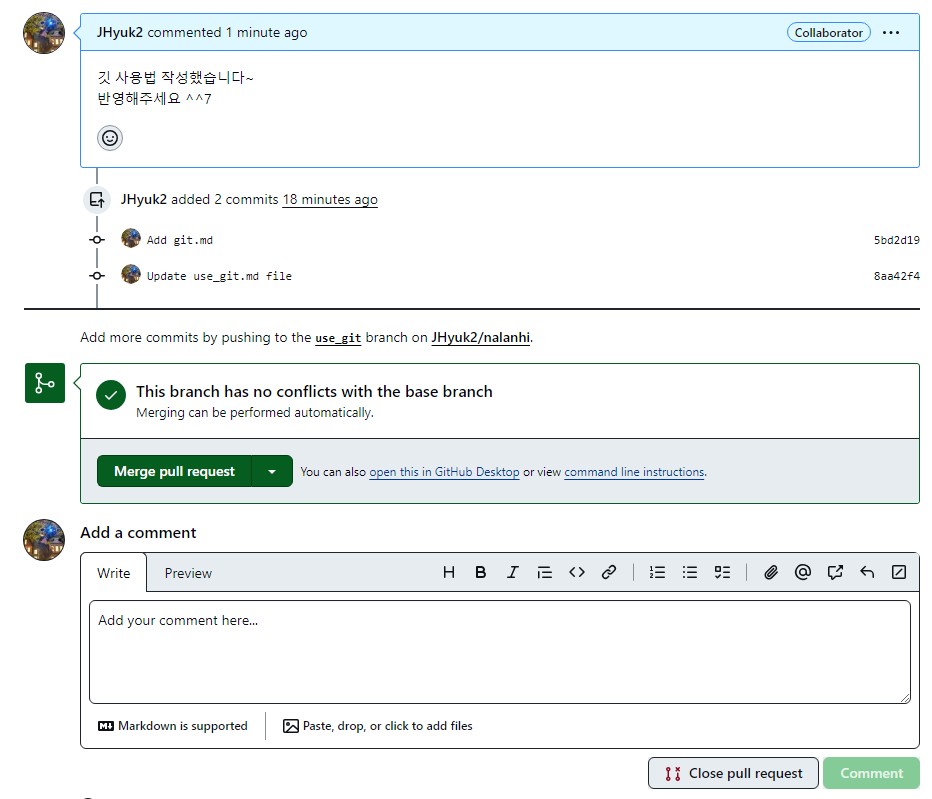 JHyuk2 commented 1 minute ago Collaborator
깃 사용법 작성했습니다~
반영해주세요 ^^7
JHyuk2 added 2 commits 18 minutes ago
Add git.md 5bd2d19
Update use_git.md file 8aa42f4
Add more commits by pushing to the use_git branch on JHyuk2/nalanhi.
This branch has no conflicts with the base branch
Merging can be performed automatically.
Merge pull request You can also open this in GitHub Desktop or view command line instructions.
Add a comment
Write Preview H B I
Add your comment here...
Markdown is supported Paste, drop, or click to add files
Close pull request Comment